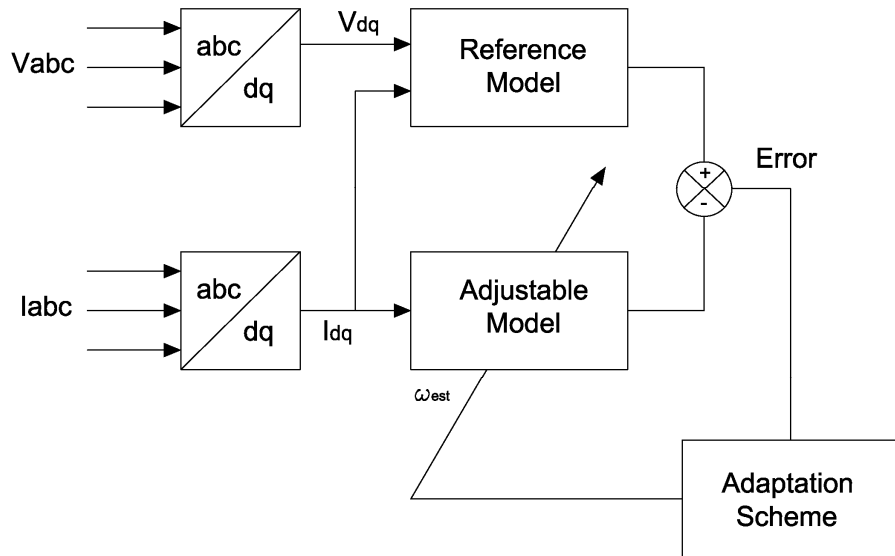 Vabc
abc
dq
Vdq
Reference
Model
+
-
Error
Iabc
abc
dq
Idq
Adjustable
Model
ωest
Adaptation
Scheme